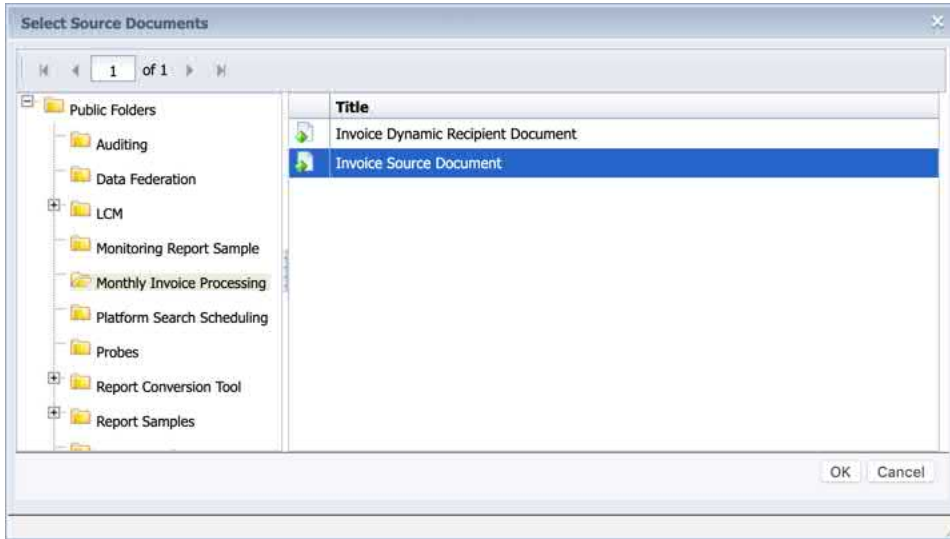 Select Source Documents
1 of 1
Public Folders
Auditing
Data Federation
LCM
Monitoring Report Sample
Monthly Invoice Processing
Platform Search Scheduling
Probes
Report Conversion Tool
Report Samples
Title
Invoice Dynamic Recipient Document
Invoice Source Document
OK Cancel